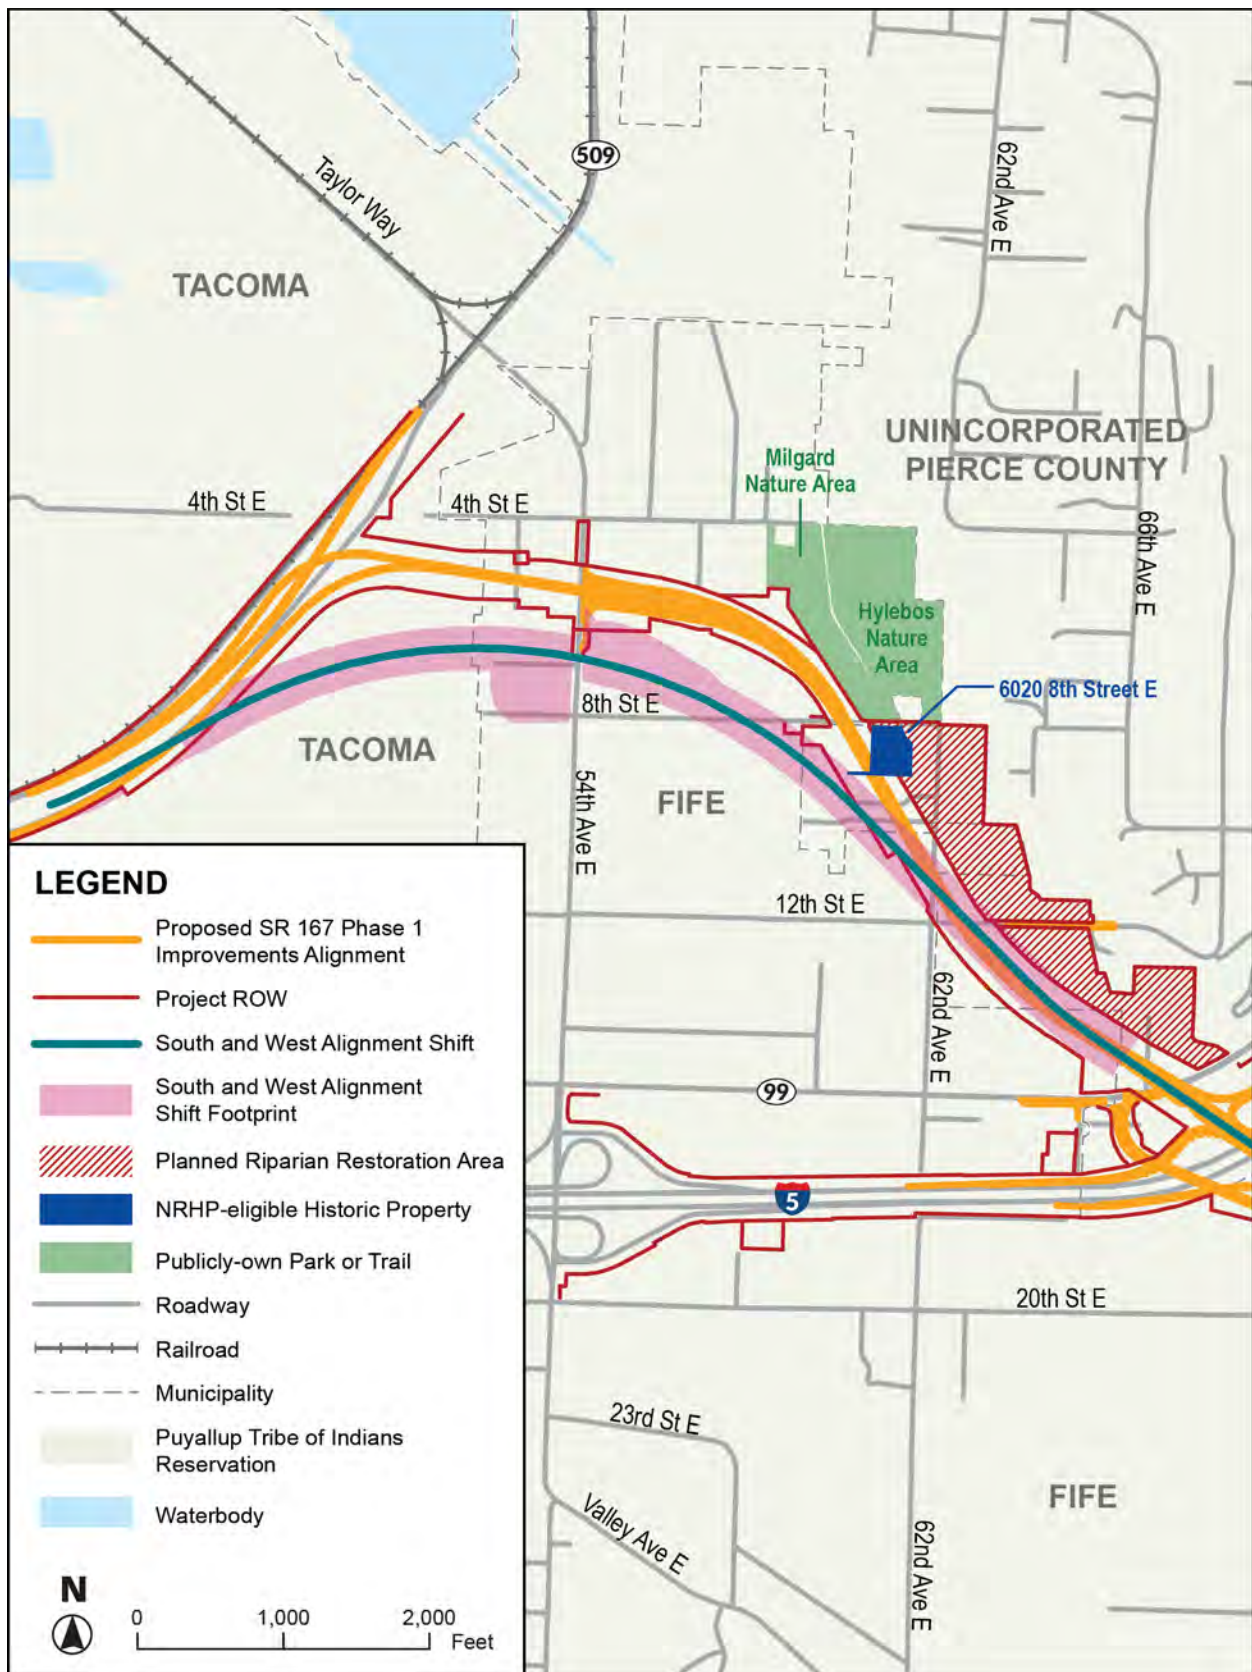 509
Taylor Way
62nd Ave E
TACOMA
UNINCORPORATED
PIERCE COUNTY
Milgard
Nature Area
4th St E
4th St E
66th Ave E
Hylebos
Nature
Area
6020 8th Street E
8th St E
TACOMA
54th Ave E
FIFE
12th St E
62nd Ave E
99
5
20th St E
23rd St E
Valley Ave E
62nd Ave E
FIFE
LEGEND
Proposed SR 167 Phase 1
Improvements Alignment
Project ROW
South and West Alignment Shift
South and West Alignment
Shift Footprint
Planned Riparian Restoration Area
NRHP-eligible Historic Property
Publicly-own Park or Trail
Roadway
Railroad
Municipality
Puyallup Tribe of Indians
Reservation
Waterbody
N
0 1,000 2,000
Feet